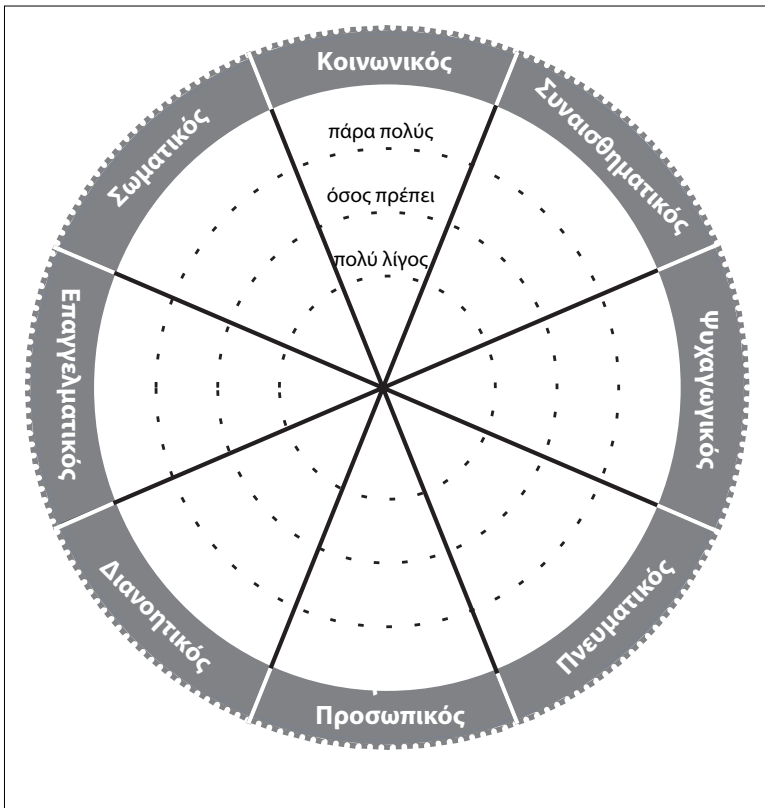 Κοινωνικός
Συναισθηματικός
Ψυχαγωγικός
Πνευματικός
Προσωπικός
Διανοητικός
Επαγγελματικός
Σωματικός
πάρα πολύς
όσος πρέπει
πολύ λίγος